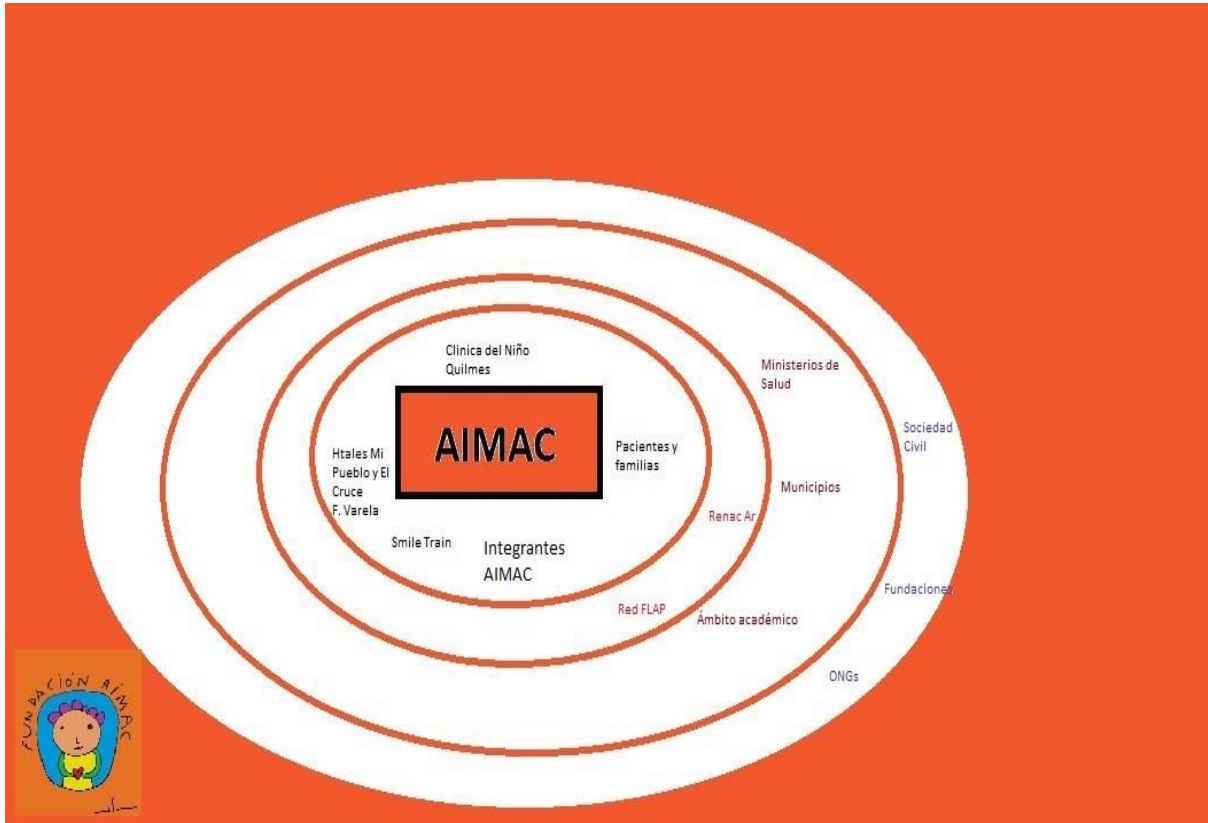 Clinica del Niño
Quilmes
Ministerios de
Salud
AIMAC
Sociedad
Civil
Pacientes y
familias
Htales Mi
Pueblo y El
Cruce
F. Varela
Municipios
Renac Ar
Smile Train
Integrantes
AIMAC
Fundaciones
Red FLAP
Ámbito académico
ONGs
FUNDACIÓN AIMAC